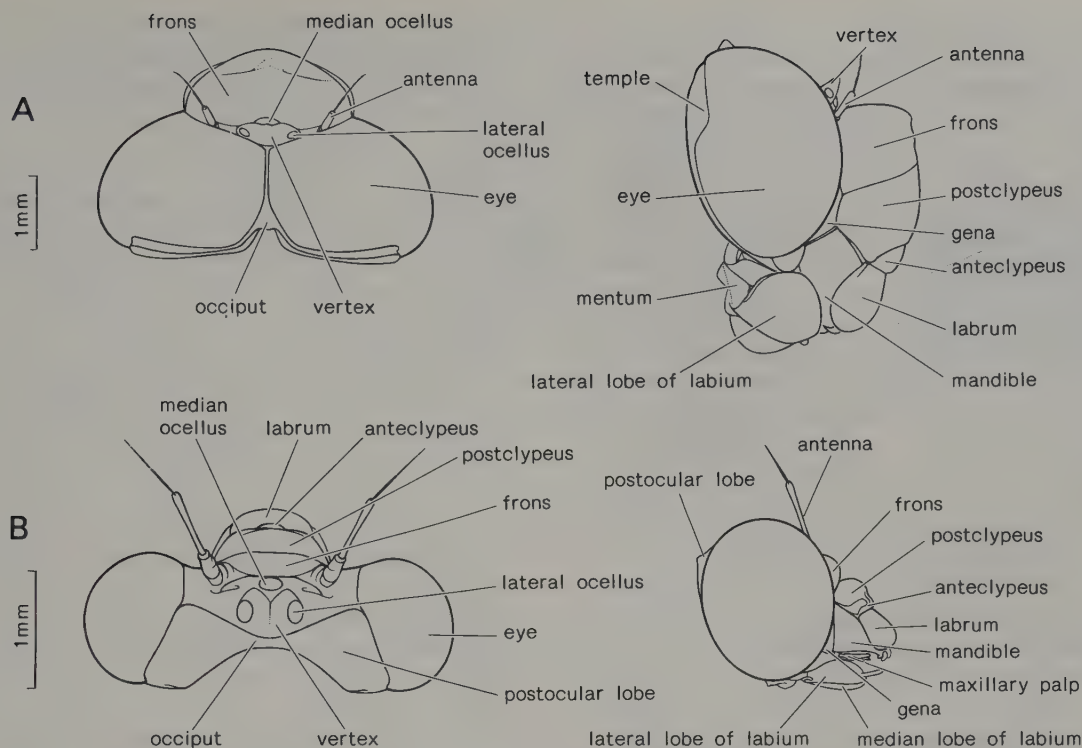 A
1mm
frons
median ocellus
antenna
lateral
ocellus
eye
occiput
vertex
vertex
antenna
temple
frons
eye
postclypeus
gena
anteclypeus
mentum
labrum
lateral lobe of labium
mandible
B
1mm
median
ocellus
labrum
anteclypeus
postclypeus
frons
lateral ocellus
eye
postocular lobe
occiput
vertex
antenna
postocular lobe
frons
postclypeus
anteclypeus
labrum
mandible
maxillary palp
gena
lateral lobe of labium
median lobe of labium